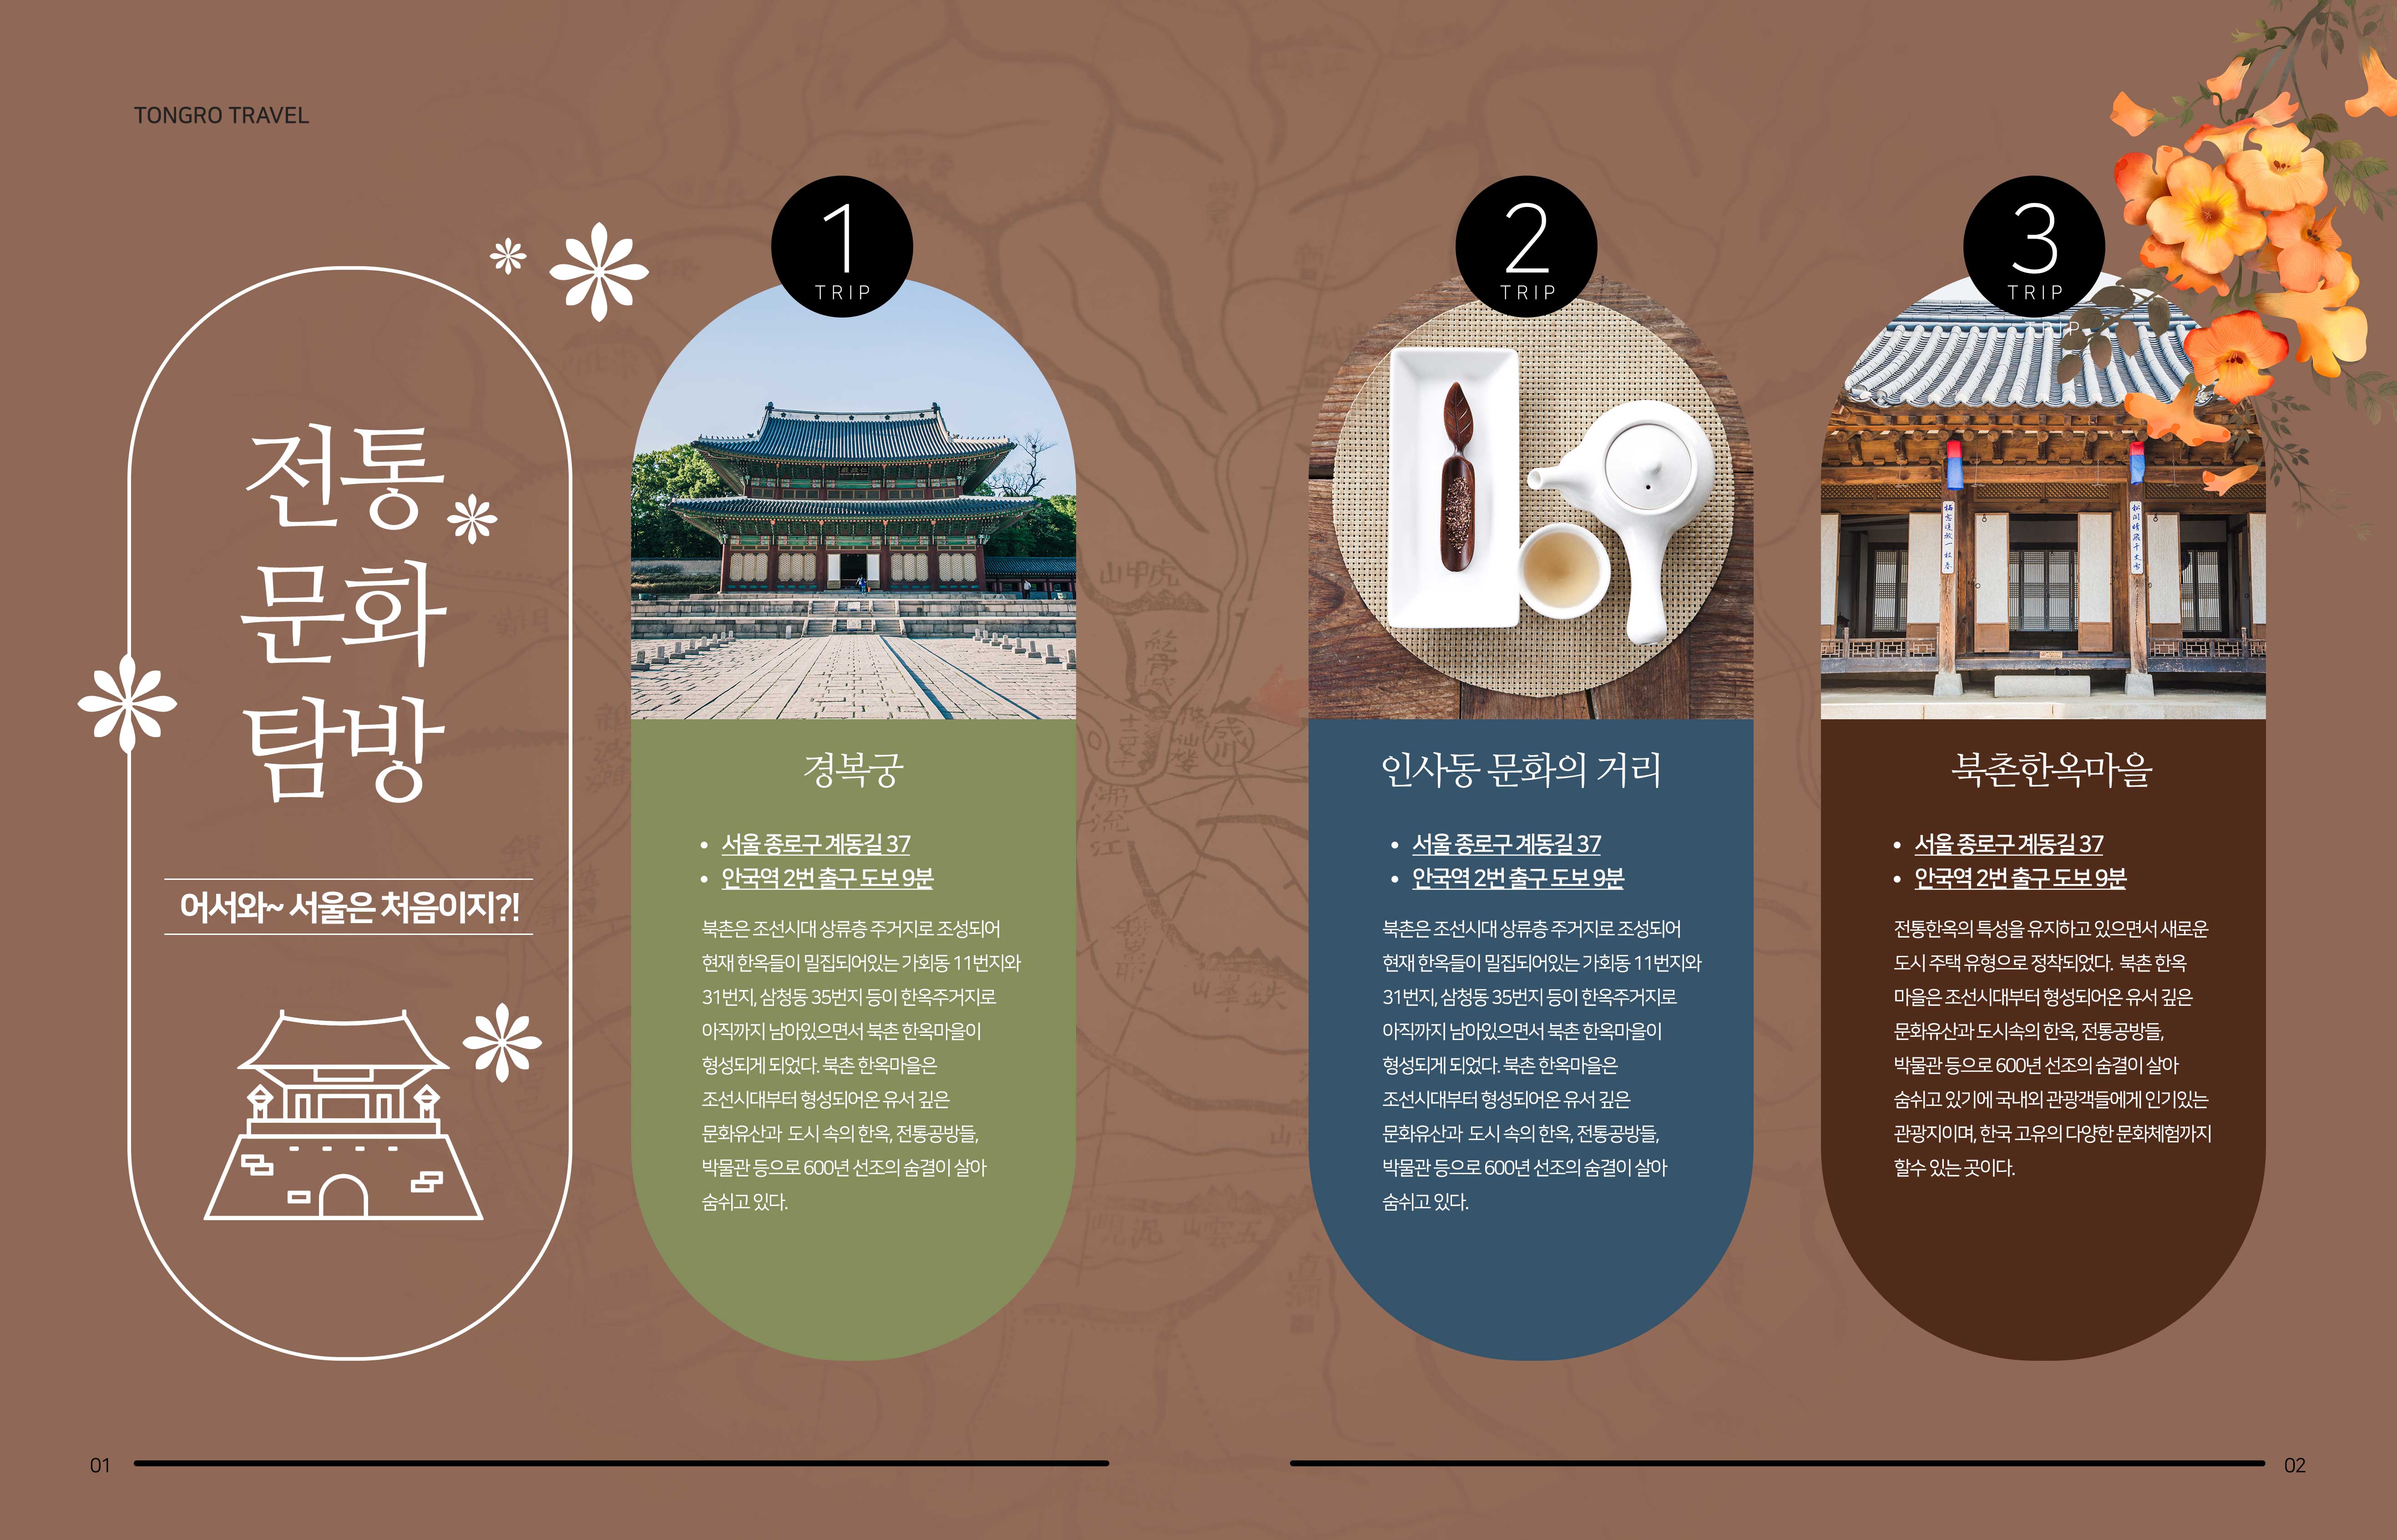 TONGRO TRAVEL
전통
문화
탐방
어서와~ 서울은 처음이지?!
1
TRIP
경복궁
• 서울 종로구 계동길 37
• 안국역 2번 출구 도보 9분
북촌은 조선시대 상류층 주거지로 조성되어
현재 한옥들이 밀집되어있는 가회동 11번지와
31번지, 삼청동 35번지 등이 한옥주거지로
아직까지 남아있으면서 북촌 한옥마을이
형성되게 되었다. 북촌 한옥마을은
조선시대부터 형성되어온 유서 깊은
문화유산과 도시 속의 한옥, 전통공방들,
박물관 등으로 600년 선조의 숨결이 살아
숨쉬고 있다.
2
TRIP
인사동 문화의 거리
• 서울 종로구 계동길 37
• 안국역 2번 출구 도보 9분
북촌은 조선시대 상류층 주거지로 조성되어
현재 한옥들이 밀집되어있는 가회동 11번지와
31번지, 삼청동 35번지 등이 한옥주거지로
아직까지 남아있으면서 북촌 한옥마을이
형성되게 되었다. 북촌 한옥마을은
조선시대부터 형성되어온 유서 깊은
문화유산과 도시 속의 한옥, 전통공방들,
박물관 등으로 600년 선조의 숨결이 살아
숨쉬고 있다.
3
TRIP
TRIP
북촌한옥마을
• 서울 종로구 계동길 37
• 안국역 2번 출구 도보 9분
전통한옥의 특성을 유지하고 있으면서 새로운
도시 주택 유형으로 정착되었다. 북촌 한옥
마을은 조선시대부터 형성되어온 유서 깊은
문화유산과 도시속의 한옥, 전통공방들,
박물관 등으로 600년 선조의 숨결이 살아
숨쉬고 있기에 국내외 관광객들에게 인기있는
관광지이며, 한국 고유의 다양한 문화체험까지
할수 있는 곳이다.
01
02